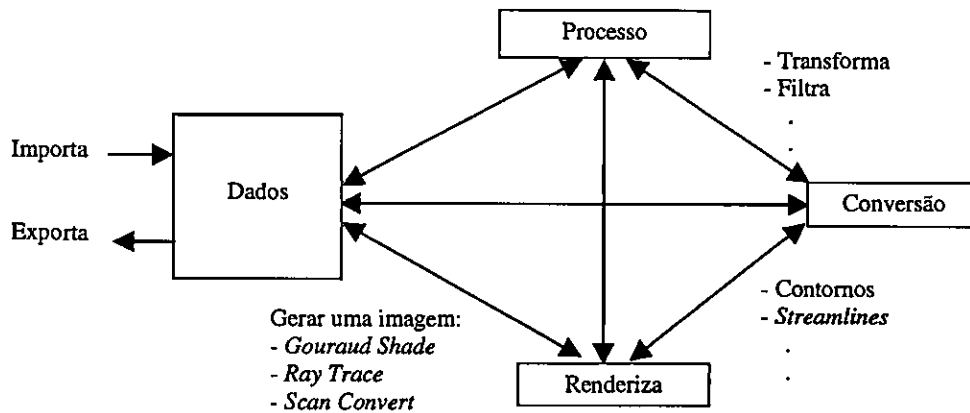 Processo
- Transforma
- Filtra
.
.
Importa
Dados
Conversão
Exporta
- Contornos
- Streamlines
.
.
Gerar uma imagem:
- Gouraud Shade
- Ray Trace
- Scan Convert
Renderiza